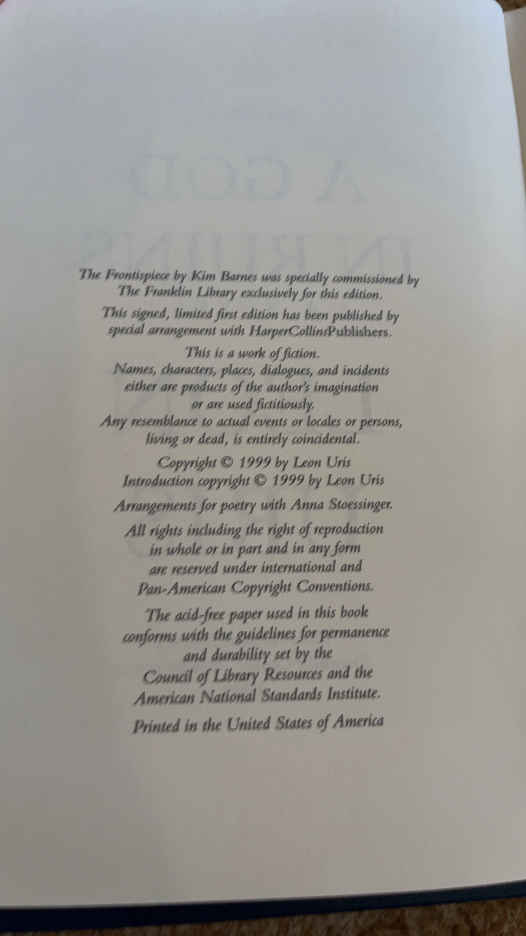 The Frontispiece by Kim Barnes was specially commissioned by
The Franklin Library exclusively for this edition.
This signed, limited first edition has been published by
special arrangement with HarperCollinsPublishers.
This is a work of fiction.
Names, characters, places, dialogues, and incidents
either are products of the author's imagination
or are used fictitiously.
Any resemblance to actual events or locales or persons,
living or dead, is entirely coincidental.
Copyright © 1999 by Leon Uris
Introduction copyright © 1999 by Leon Uris
Arrangements for poetry with Anna Stoessinger.
All rights including the right of reproduction
in whole or in part and in any form
are reserved under international and
Pan-American Copyright Conventions.
The acid-free paper used in this book
conforms with the guidelines for permanence
and durability set by the
Council of Library Resources and the
American National Standards Institute.
Printed in the United States of America